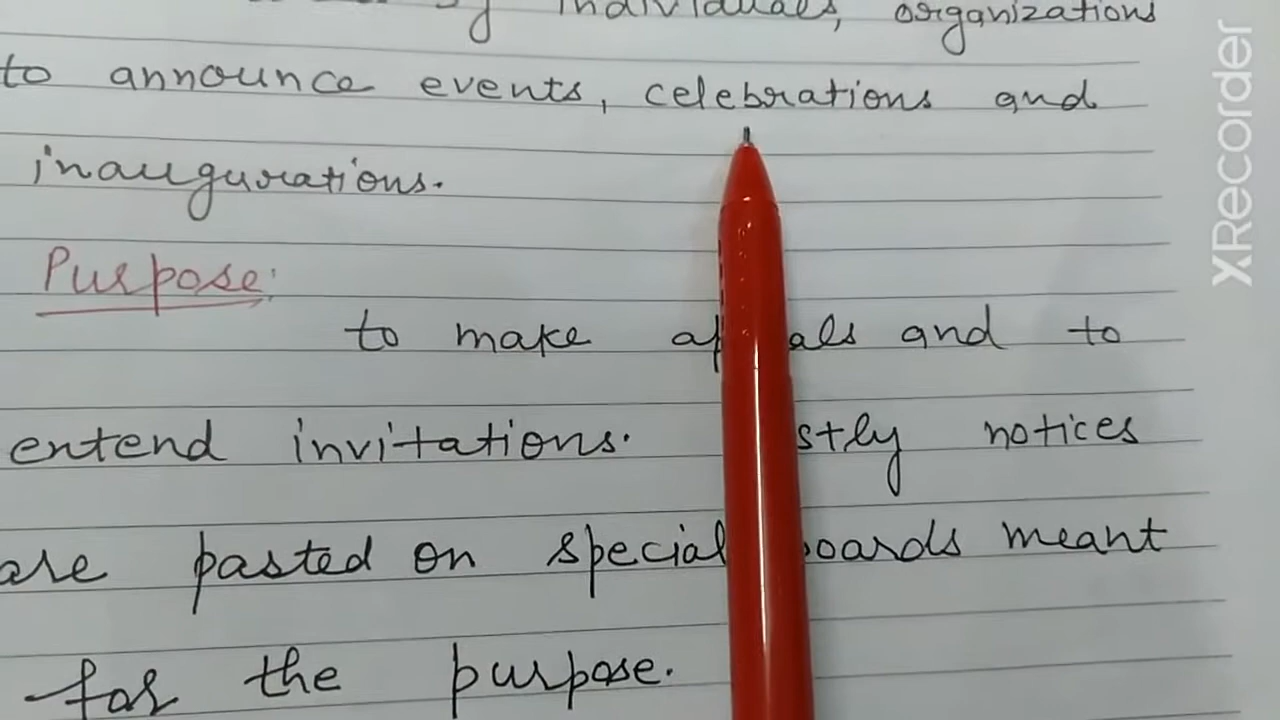 individuals, organizations
to announce events, celebrations and
inaugurations.
Purpose:
to make and to
entend invitations. notices
are pasted on special meant
for the purpose.
XRecorder